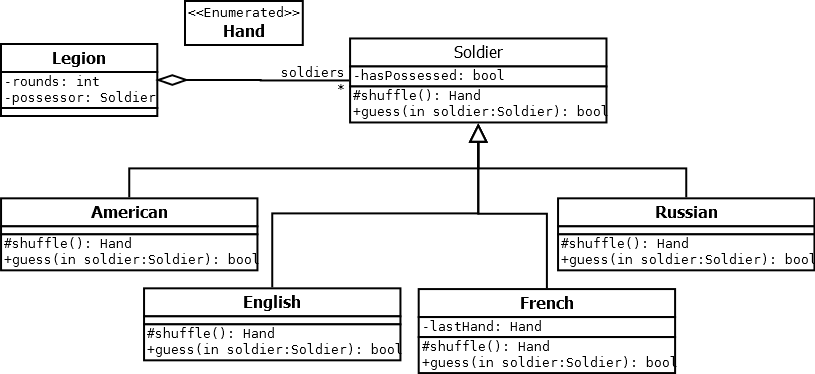 <<Enumerated>>
Hand
Legion
-rounds: int
-possessor: Soldier
soldiers
*
Soldier
-hasPossessed: bool
#shuffle(): Hand
+guess(in soldier:Soldier): bool
American
#shuffle(): Hand
+guess(in soldier:Soldier): bool
Russian
#shuffle(): Hand
+guess(in soldier:Soldier): bool
English
#shuffle(): Hand
+guess(in soldier:Soldier): bool
French
-lastHand: Hand
#shuffle(): Hand
+guess(in soldier:Soldier): bool